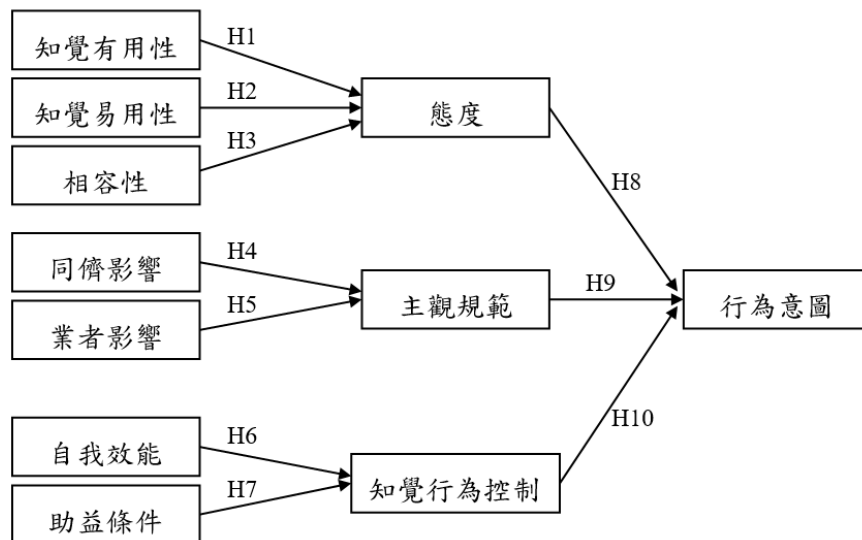 知覺有用性
H1
知覺易用性
H2
態度
相容性
H3
H8
同儕影響
H4
主觀規範
H9
行為意圖
業者影響
H5
H10
自我效能
H6
知覺行為控制
助益條件
H7